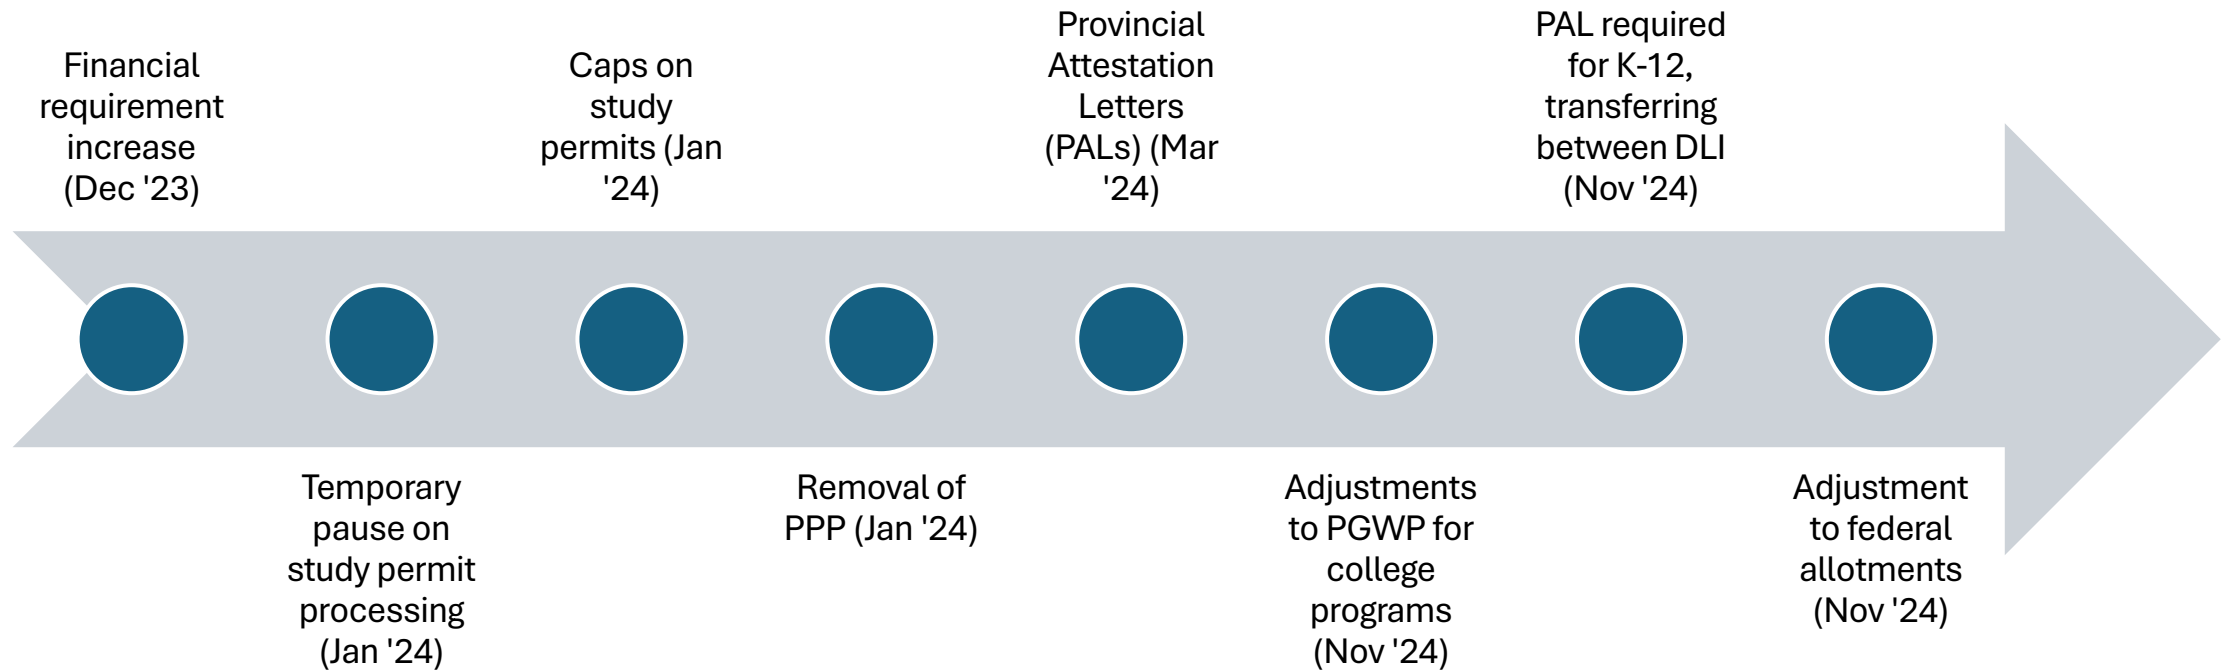 Financial
requirement
increase
(Dec '23)
Temporary
pause on
study permit
processing
(Jan '24)
Caps on
study
permits (Jan
'24)
Removal of
PPP (Jan '24)
Provincial
Attestation
Letters
(PALs) (Mar
'24)
Adjustments
to PGWP for
college
programs
(Nov '24)
PAL required
for K-12,
transferring
between DLI
(Nov '24)
Adjustment
to federal
allotments
(Nov '24)